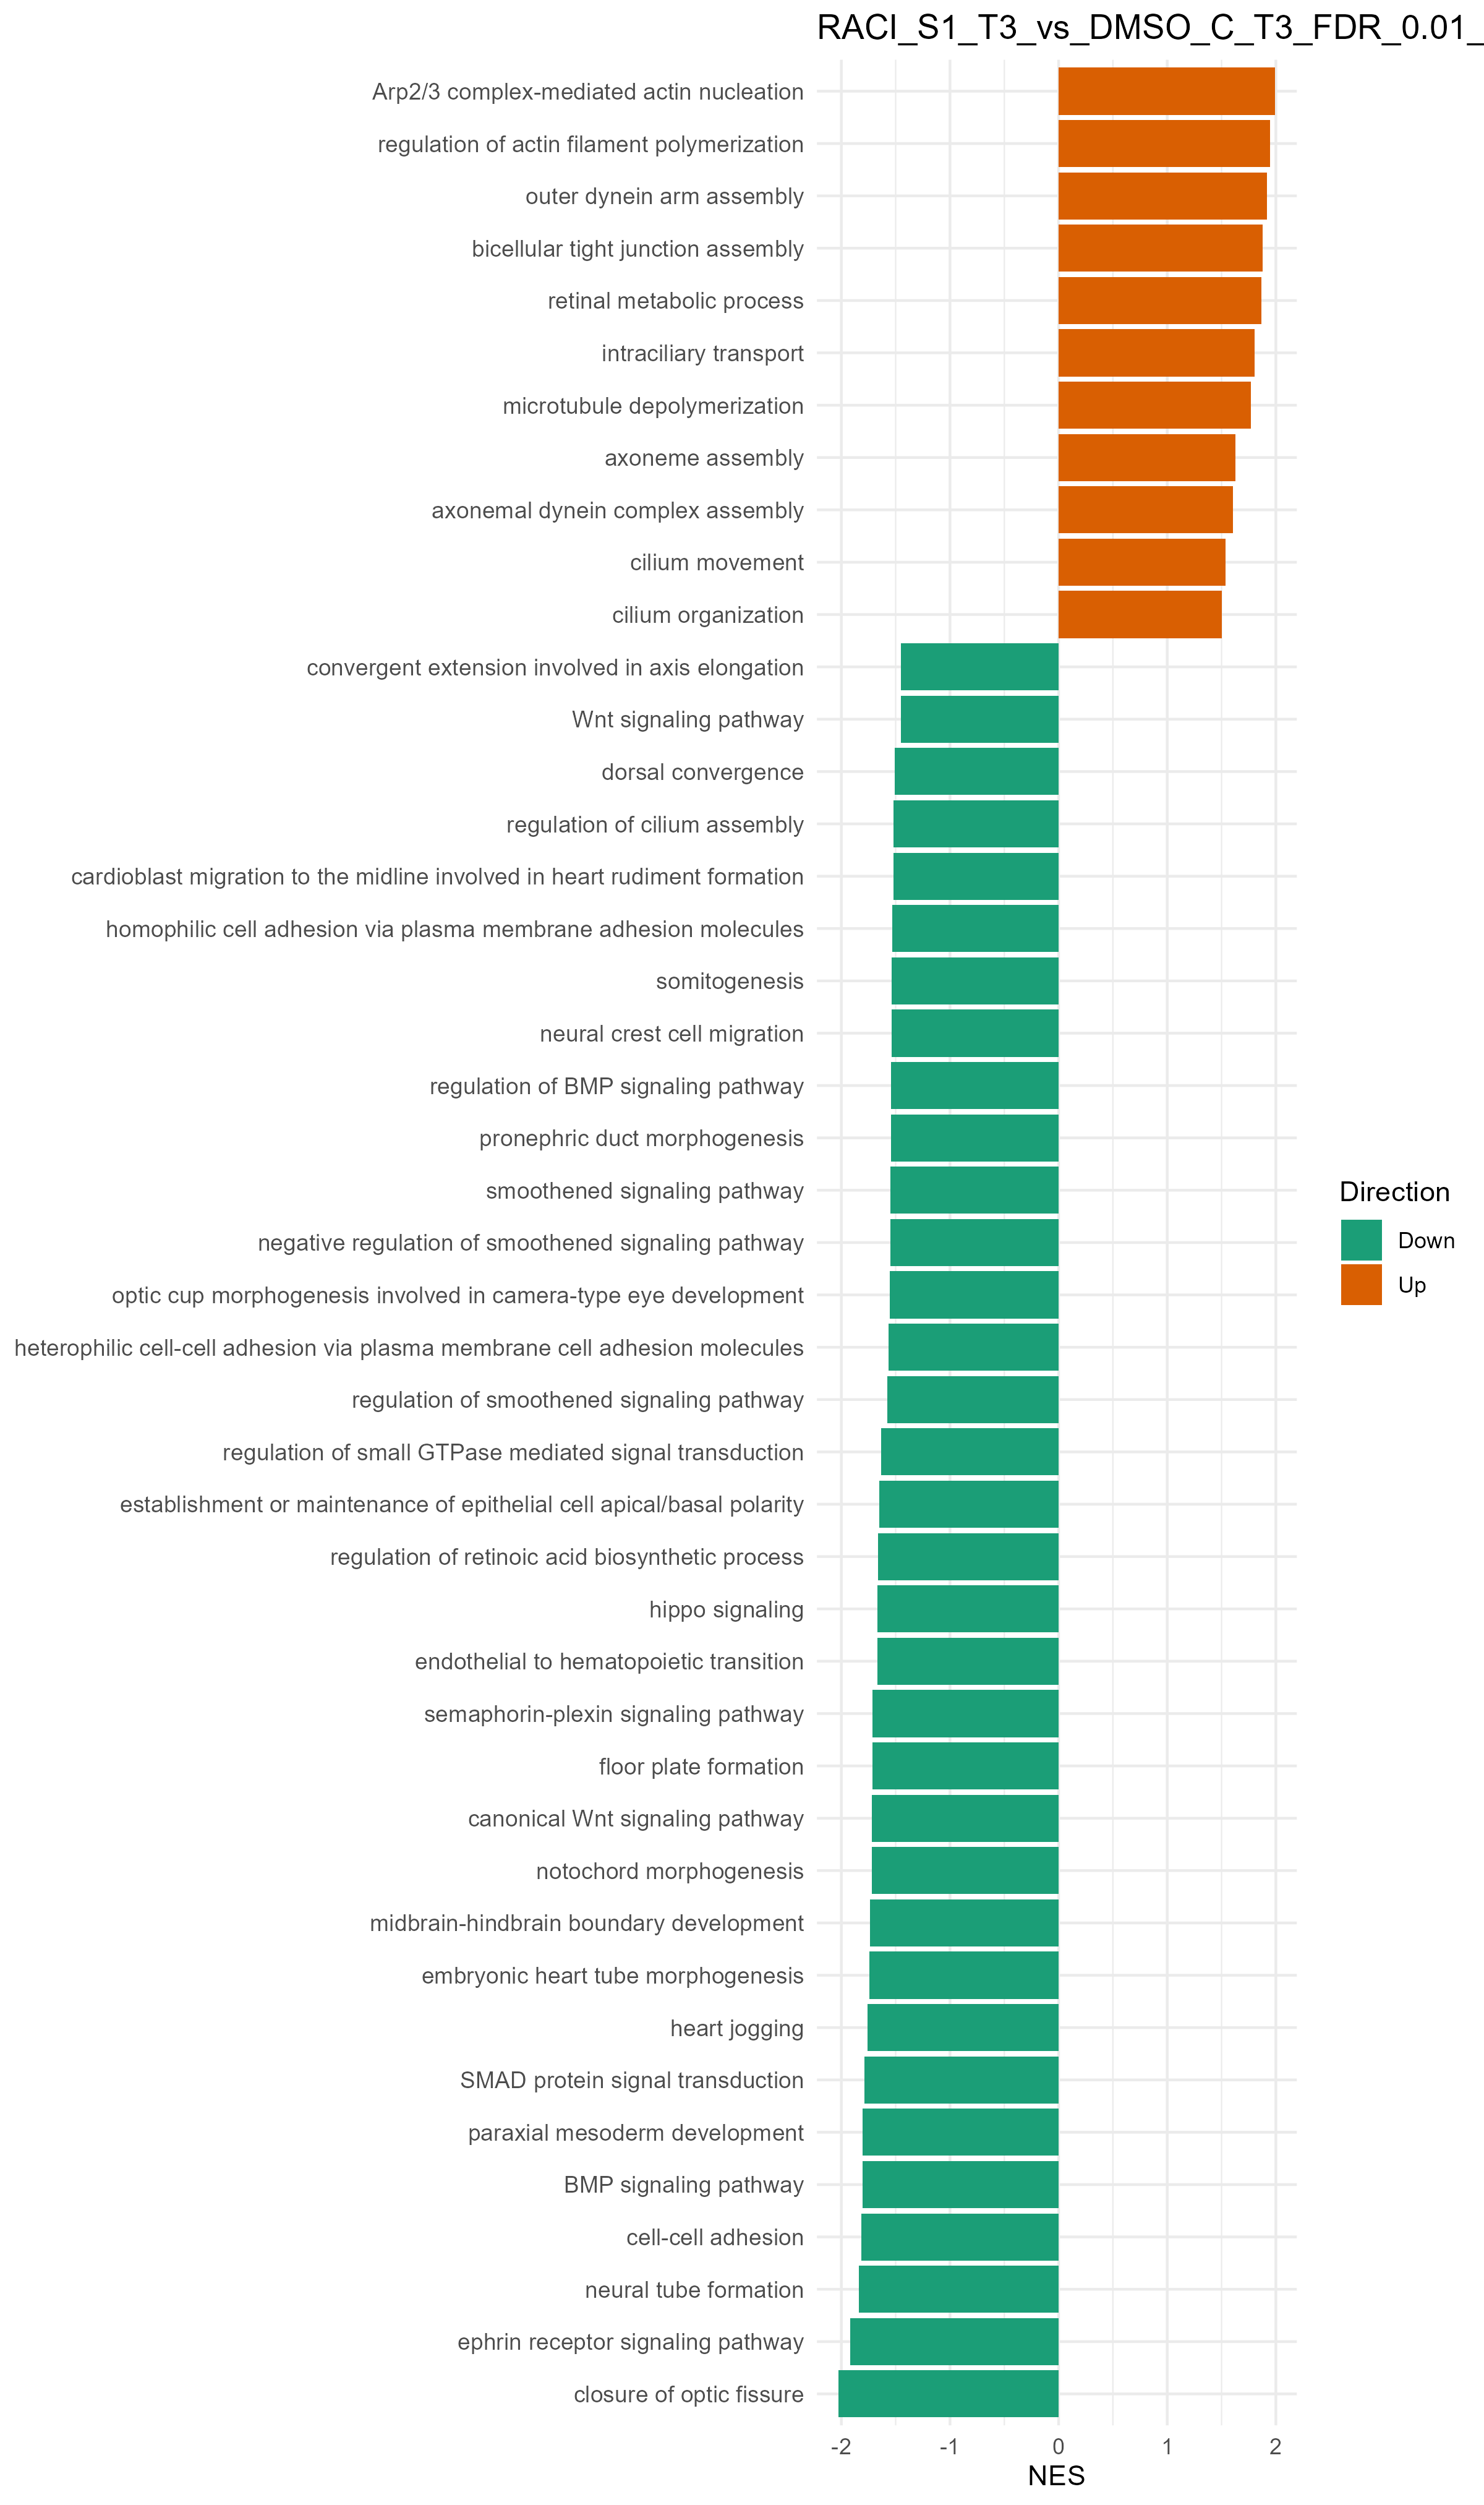 RACI_S1_T3_vs_DMSO_C_T3_FDR_0.01_
Arp2/3 complex-mediated actin nucleation
regulation of actin filament polymerization
outer dynein arm assembly
bicellular tight junction assembly
retinal metabolic process
intraciliary transport
microtubule depolymerization
axoneme assembly
axonemal dynein complex assembly
cilium movement
cilium organization
convergent extension involved in axis elongation
Wnt signaling pathway
dorsal convergence
regulation of cilium assembly
cardioblast migration to the midline involved in heart rudiment formation
homophilic cell adhesion via plasma membrane adhesion molecules
somitogenesis
neural crest cell migration
regulation of BMP signaling pathway
pronephric duct morphogenesis
smoothened signaling pathway
negative regulation of smoothened signaling pathway
optic cup morphogenesis involved in camera-type eye development
heterophilic cell-cell adhesion via plasma membrane cell adhesion molecules
regulation of smoothened signaling pathway
regulation of small GTPase mediated signal transduction
establishment or maintenance of epithelial cell apical/basal polarity
regulation of retinoic acid biosynthetic process
hippo signaling
endothelial to hematopoietic transition
semaphorin-plexin signaling pathway
floor plate formation
canonical Wnt signaling pathway
notochord morphogenesis
midbrain-hindbrain boundary development
embryonic heart tube morphogenesis
heart jogging
SMAD protein signal transduction
paraxial mesoderm development
BMP signaling pathway
cell-cell adhesion
neural tube formation
ephrin receptor signaling pathway
closure of optic fissure
-2 -1 0 1 2
NES
Direction
Down
Up